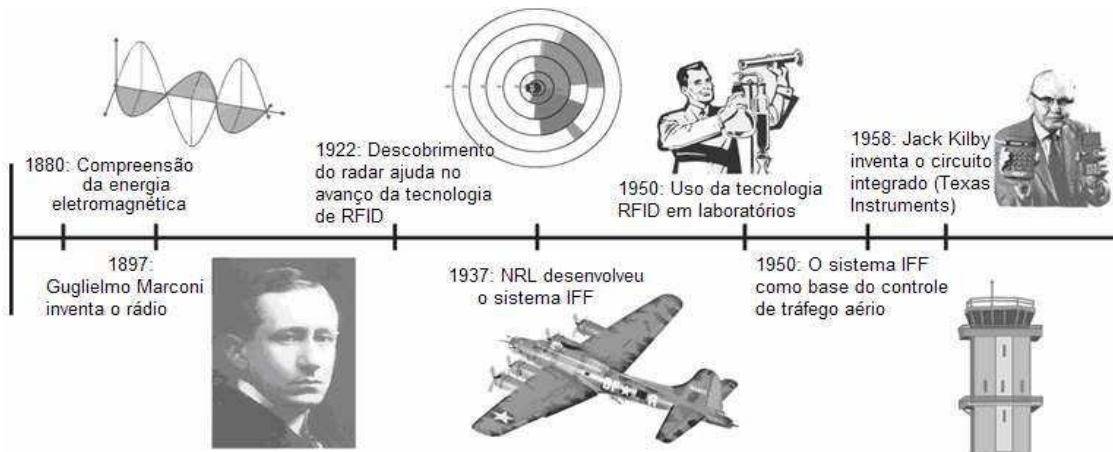 1880: Compreensão
da energia
eletromagnética
1922: Descobrimento
do radar ajuda no
avanço da tecnologia
de RFID
1950: Uso da tecnologia
RFID em laboratórios
1958: Jack Kilby
inventa o circuito
integrado (Texas
Instruments)
1897:
Guglielmo Marconi
inventa o rádio
1937: NRL desenvolveu
o sistema IFF
1950: O sistema IFF
como base do controle
de tráfego aério